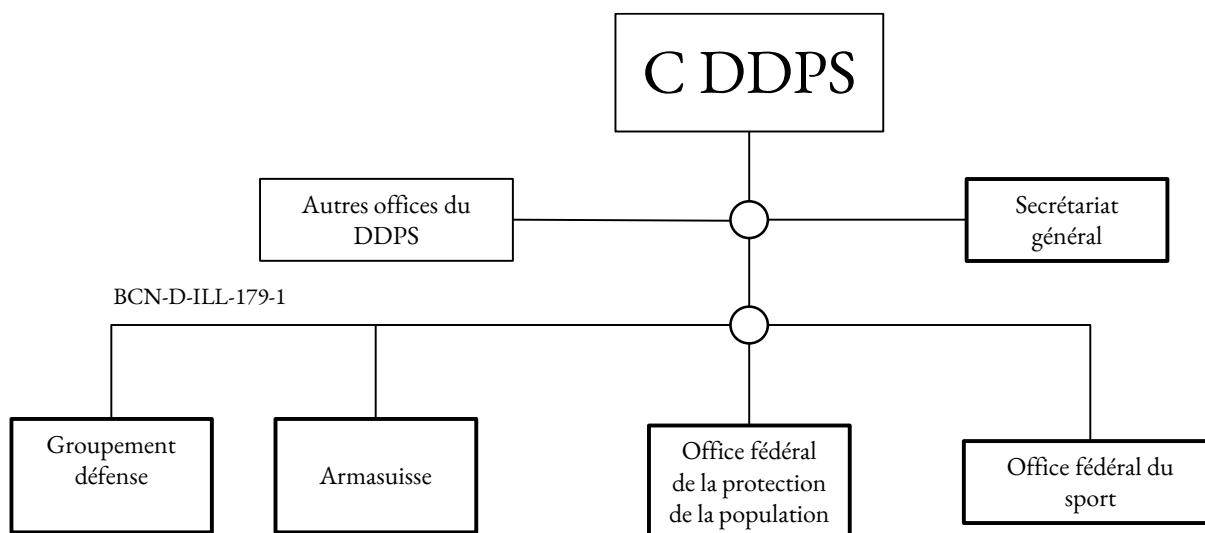 C DDPS
Autres offices du
DDPS
Secrétariat
général
BCN-D-ILL-179-1
Groupement
défense
Armasuisse
Office fédéral
de la protection
de la population
Office fédéral du
sport